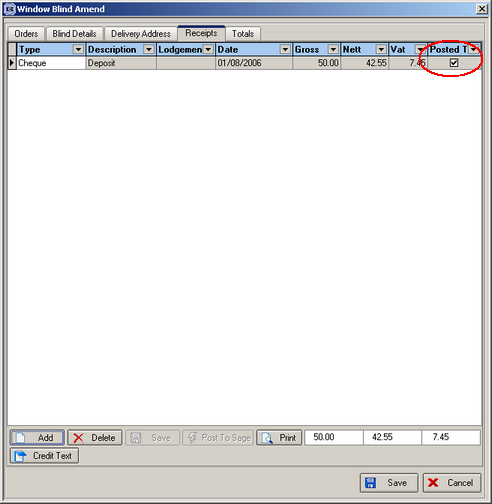 Window Blind Amend
Orders Blind Details Delivery Address Receipts Totals
Type Description Lodgemen Date Gross Nett Vat Posted T
Cheque Deposit 01/08/2006 50.00 42.55 7.45
Add Delete Save Post To Sage Print 50.00 42.55 7.45
Credit Text
Save Cancel